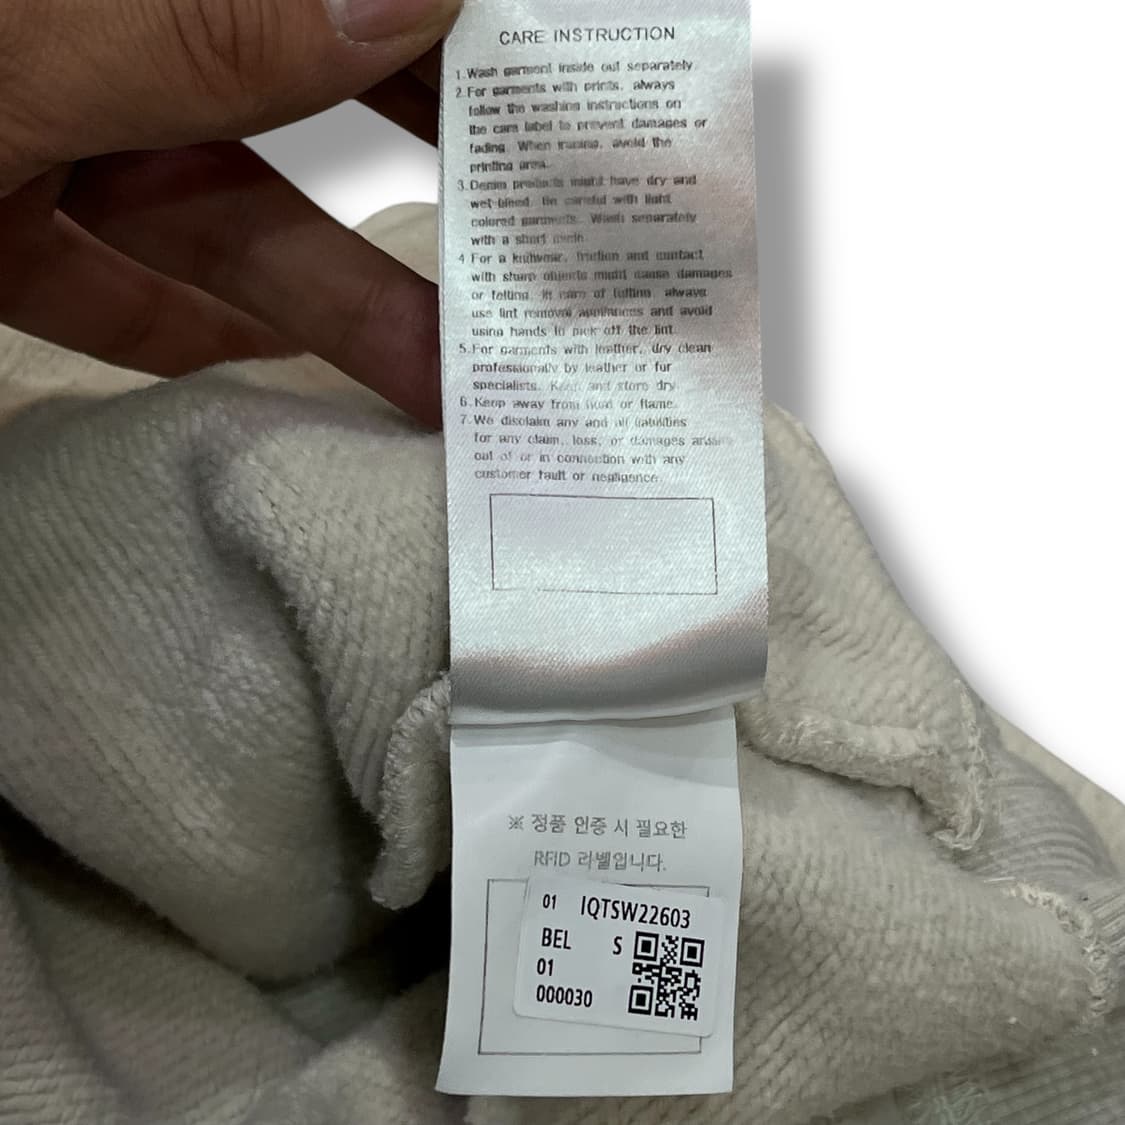 CARE INSTRUCTION
1.Wash garment inside out separately.
2.For garments with prints, always
follow the washing instructions on
the care label to prevent damages or
fading. When ironing, avoid the
printing area.
3.Denim products might have dry and
wet bleed. Be careful with light
colored garments. Wash separately
with a short
4.For a knitwear, friction and contact
with sharp objects might cause damages
or felting. In case of felting, always
use lint removal appliances and avoid
using hands to pick off the lint.
5.For garments with leather, dry clean
professionally by leather or fur
specialists. Keep and store dry.
6.Keep away from heat or flame.
7.We disclaim any and all liabilities
for any claim, loss, or damages arising
out of or in connection with any
customer fault or negligence.
※ 정품 인증 시 필요한
RFID 라벨입니다.
01 IQTSW22603
BEL S
01
000030